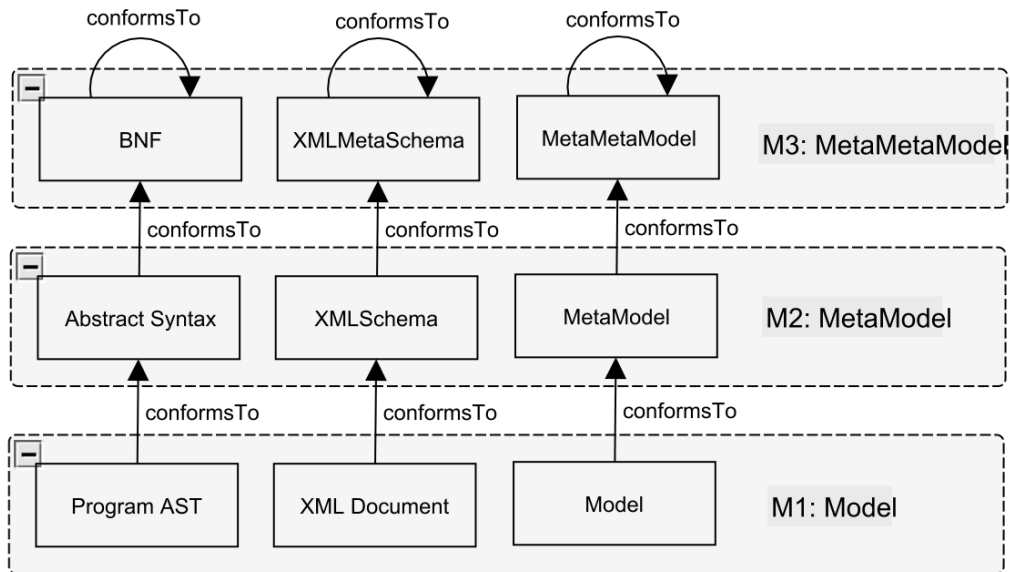 conformsTo conformsTo conformsTo
BNF XMLMetaSchema MetaMetaModel M3: MetaMetaModel
conformsTo conformsTo conformsTo
Abstract Syntax XMLSchema MetaModel M2: MetaModel
conformsTo conformsTo conformsTo
Program AST XML Document Model M1: Model